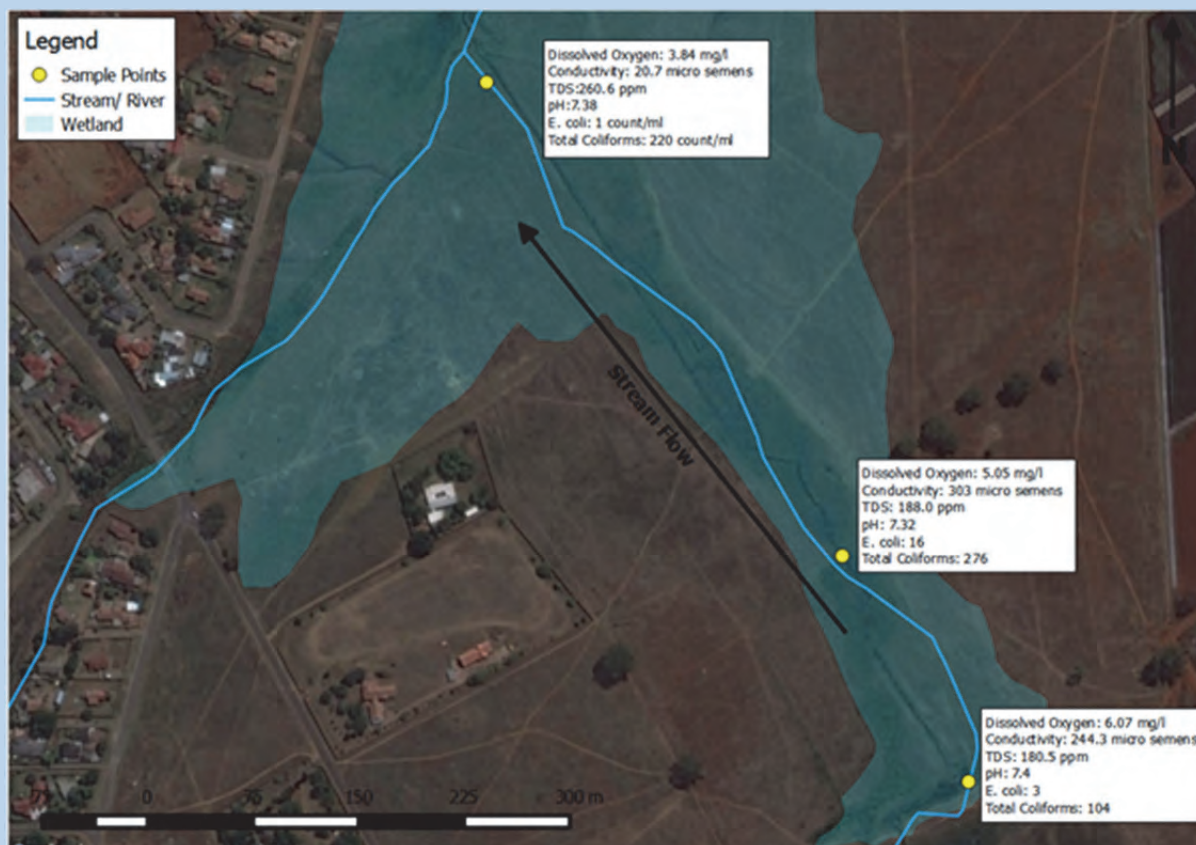 Legend
Sample Points
Stream/ River
Wetland
Dissolved Oxygen: 3.84 mg/l
Conductivity: 20.7 micro semens
TDS:260.6 ppm
pH:7.38
E. coli: 1 count/ml
Total Coliforms: 220 count/ml
Stream Flow
Dissolved Oxygen: 5.05 mg/l
Conductivity: 303 micro semens
TDS: 188.0 ppm
pH: 7.32
E. coli: 16
Total Coliforms: 276
Dissolved Oxygen: 6.07 mg/l
Conductivity: 244.3 micro semens
TDS: 180.5 ppm
pH: 7.4
E. coli: 3
Total Coliforms: 104
75 0 75 150 225 300 m
N